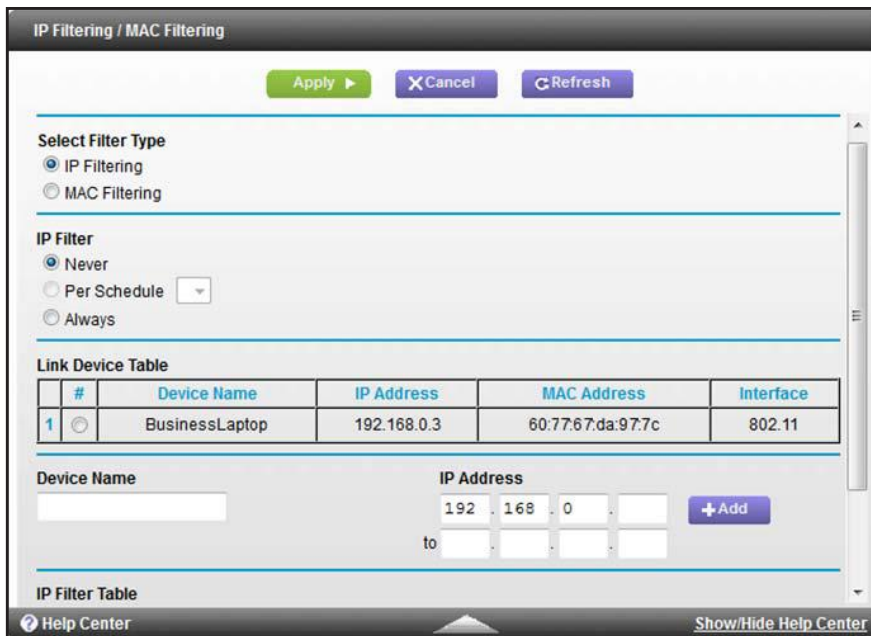 IP Filtering / MAC Filtering
Apply
Cancel
Refresh
Select Filter Type
IP Filtering
MAC Filtering
IP Filter
Never
Per Schedule
Always
Link Device Table
# Device Name IP Address MAC Address Interface
1 BusinessLaptop 192.168.0.3 60:77:67:da:97:7c 802.11
Device Name IP Address
192 . 168 . 0 .
+Add
to . . .
IP Filter Table
? Help Center Show/Hide Help Center